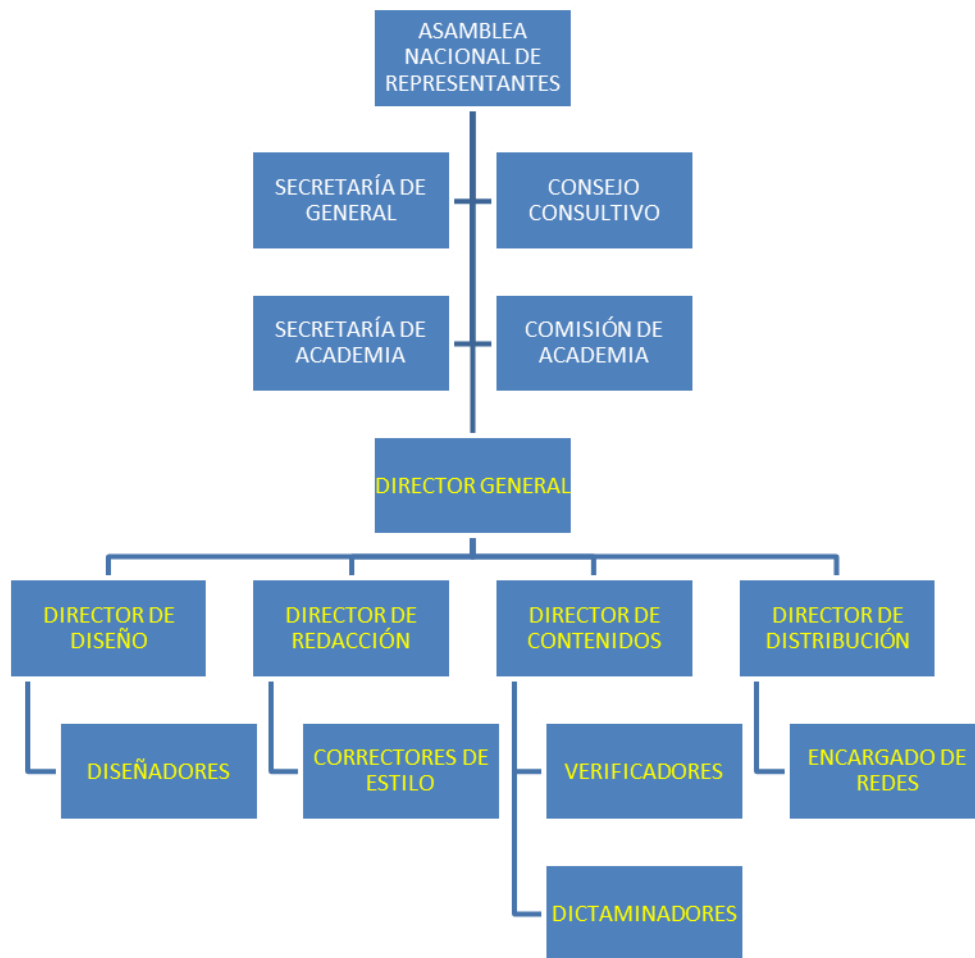 ASAMBLEA
NACIONAL DE
REPRESENTANTES
SECRETARÍA DE
GENERAL
CONSEJO
CONSULTIVO
SECRETARÍA DE
ACADEMIA
COMISIÓN DE
ACADEMIA
DIRECTOR GENERAL
DIRECTOR DE
DISEÑO
DIRECTOR DE
REDACCIÓN
DIRECTOR DE
CONTENIDOS
DIRECTOR DE
DISTRIBUCIÓN
DISEÑADORES
CORRECTORES DE
ESTILO
VERIFICADORES
ENCARGADO DE
REDES
DICTAMINADORES